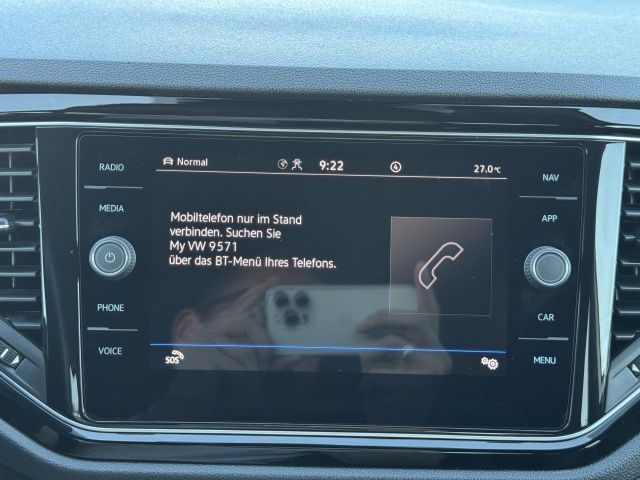 RADIO
MEDIA
PHONE
VOICE
Normal
9:22
4
27.0°C
Mobiltelefon nur im Stand
verbinden. Suchen Sie
My VW 9571
über das BT-Menü Ihres Telefons.
SOS
NAV
APP
CAR
MENU